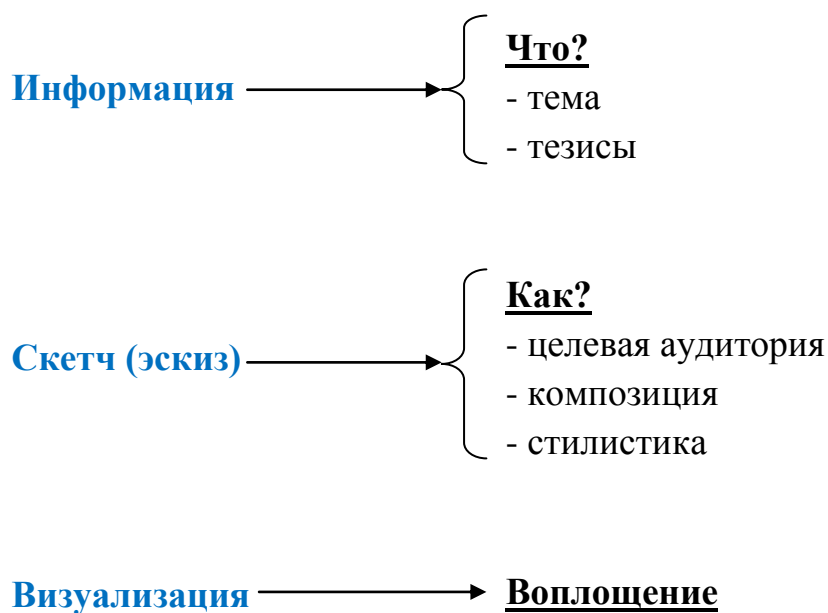 Информация
Что?
- тема
- тезисы
Скетч (эскиз)
Как?
- целевая аудитория
- композиция
- стилистика
Визуализация
Воплощение